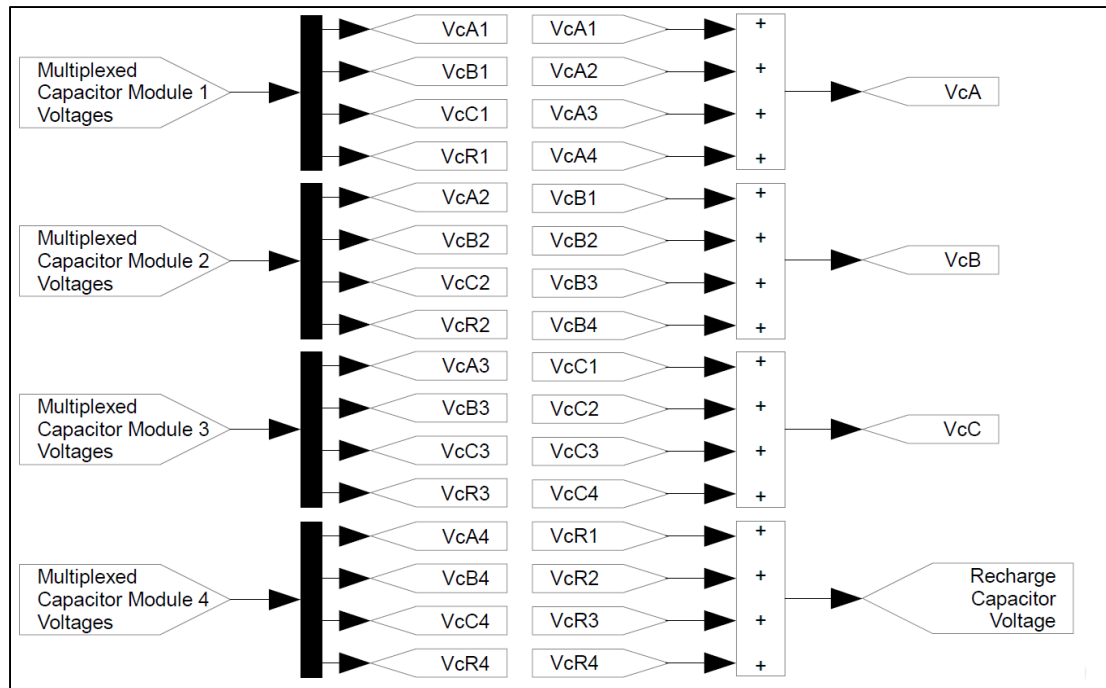 Multiplexed
Capacitor Module 1
Voltages
VcA1
VcB1
VcC1
VcR1
VcA1
VcA2
VcA3
VcA4
+
+
+
+
VcA
Multiplexed
Capacitor Module 2
Voltages
VcA2
VcB2
VcC2
VcR2
VcB1
VcB2
VcB3
VcB4
+
+
+
+
VcB
Multiplexed
Capacitor Module 3
Voltages
VcA3
VcB3
VcC3
VcR3
VcC1
VcC2
VcC3
VcC4
+
+
+
+
VcC
Multiplexed
Capacitor Module 4
Voltages
VcA4
VcB4
VcC4
VcR4
VcR1
VcR2
VcR3
VcR4
+
+
+
+
Recharge
Capacitor
Voltage